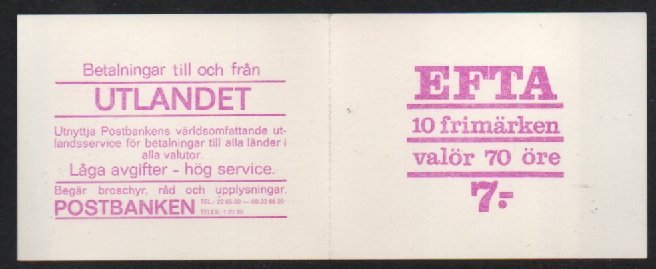 Betalningar till och från
UTLANDET
Utnyttja Postbankens världsomfattande ut-
landsservice för betalningar till alla länder i
alla valutor.
Låga avgifter - hög service.
Begär broschyr, råd och upplysningar.
POSTBANKEN
EFTA
10 frimärken
valör 70 öre
7:-